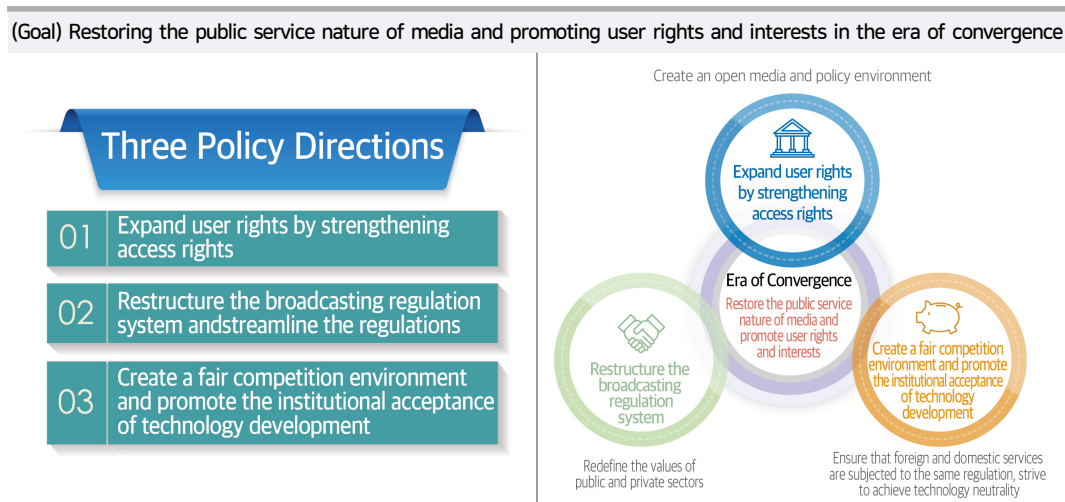 (Goal) Restoring the public service nature of media and promoting user rights and interests in the era of convergence
Three Policy Directions
01
Expand user rights by strengthening
access rights
02
Restructure the broadcasting regulation
system andstreamline the regulations
03
Create a fair competition environment
and promote the institutional acceptance
of technology development
Create an open media and policy environment
Expand user rights
by strengthening
access rights
Era of Convergence
Restore the public service
nature of media and
promote user rights
and interests
Restructure the
broadcasting
regulation
system
Redefine the values of
public and private sectors
Create a fair competition
environment and promote
the institutional acceptance
of technology
development
Ensure that foreign and domestic services
are subjected to the same regulation, strive
to achieve technology neutrality